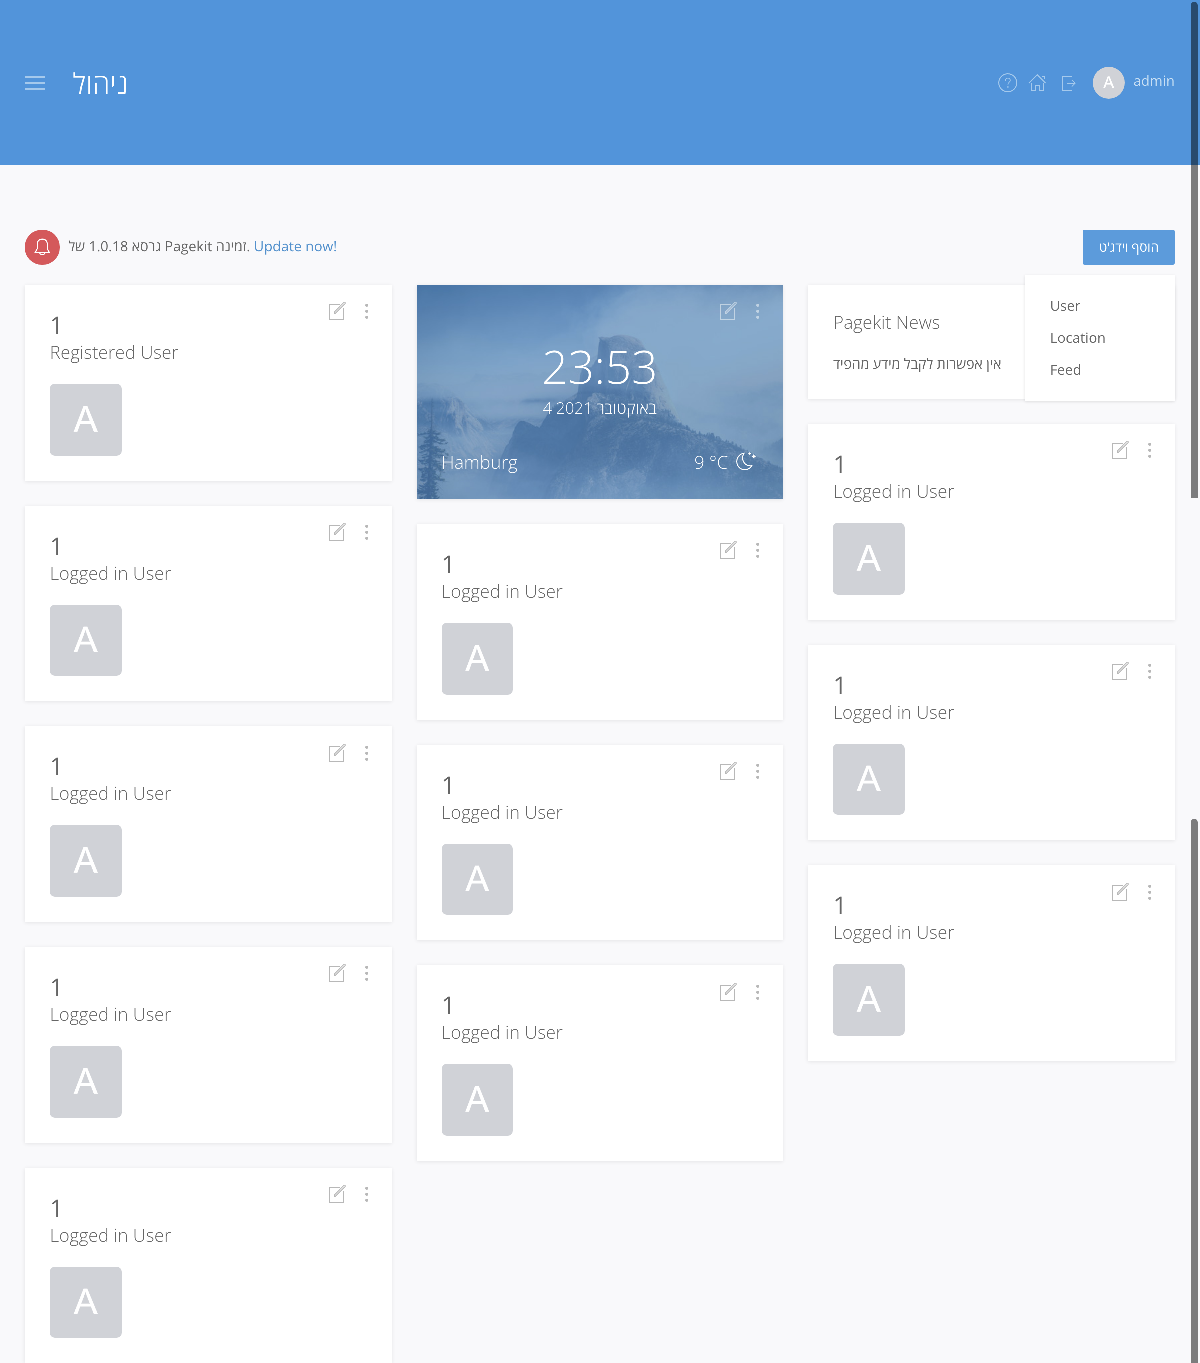 ניהול
A admin
גרסא 1.0.18 של Pagekit זמינה. Update now!
הוסף וידג'ט
User
Location
Feed
1
Registered User
A
1
Logged in User
A
1
Logged in User
A
1
Logged in User
A
1
Logged in User
A
23:53
4 באוקטובר 2021
Hamburg
9 °C
1
Logged in User
A
1
Logged in User
A
1
Logged in User
A
Pagekit News
אין אפשרות לקבל מידע מהפיד
1
Logged in User
A
1
Logged in User
A
1
Logged in User
A